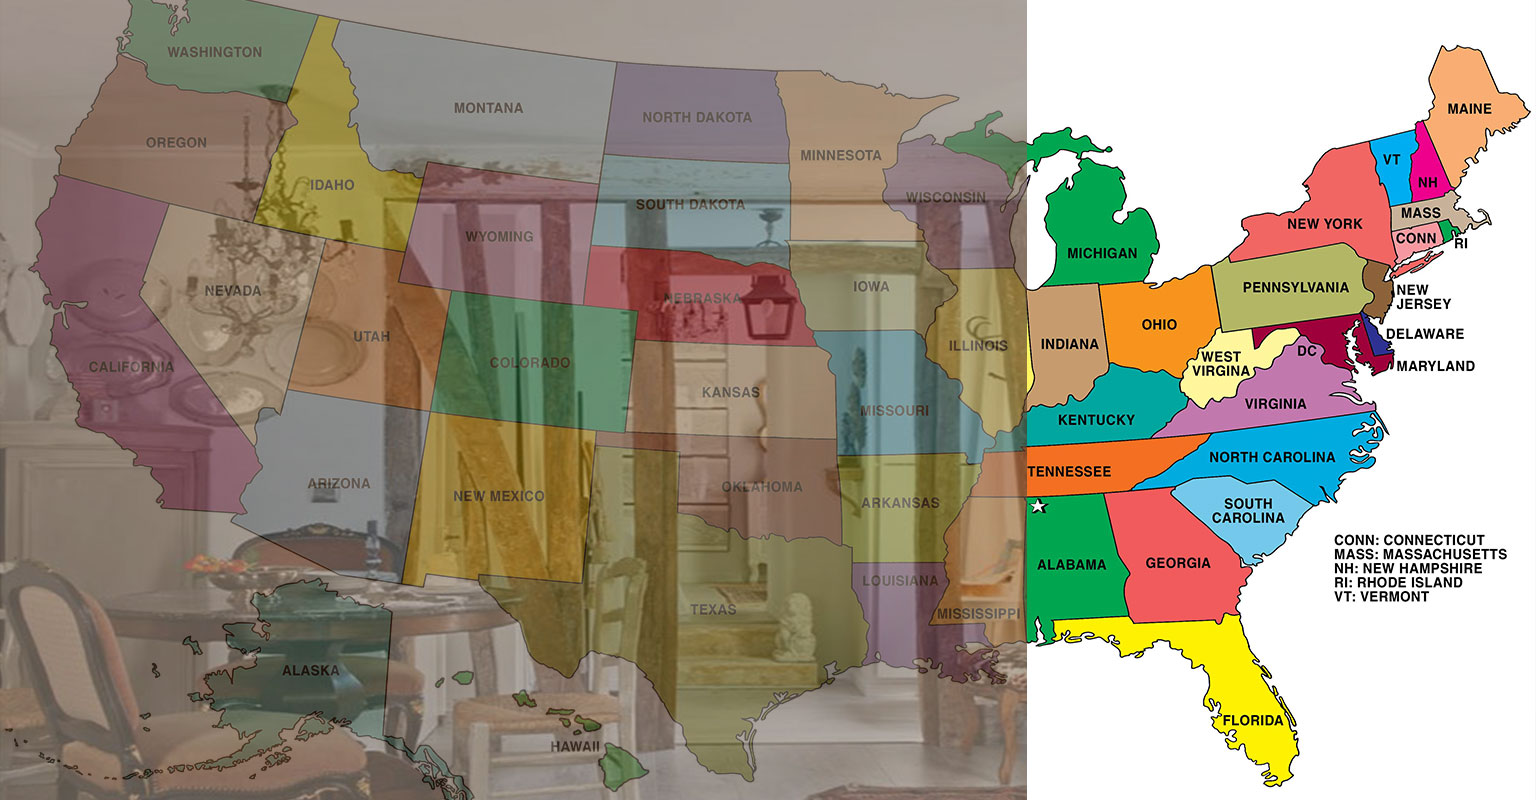 WASHINGTON
MONTANA
NORTH DAKOTA
MINNESOTA
OREGON
IDAHO
SOUTH DAKOTA
WISCONSIN
WYOMING
NEVADA
NEBRASKA
IOWA
UTAH
COLORADO
ILLINOIS
CALIFORNIA
KANSAS
MISSOURI
ARIZONA
NEW MEXICO
OKLAHOMA
ARKANSAS
TEXAS
LOUISIANA
MISSISSIPPI
ALASKA
HAWAII
MAINE
VT
NH
NEW YORK
MASS
CONN
RI
MICHIGAN
PENNSYLVANIA
NEW
JERSEY
OHIO
INDIANA
DELAWARE
WEST
VIRGINA
DC
MARYLAND
KENTUCKY
VIRGINIA
TENNESSEE
NORTH CAROLINA
SOUTH
CAROLINA
ALABAMA
GEORGIA
FLORIDA
CONN: CONNECTICUT
MASS: MASSACHUSETTS
NH: NEW HAMPSHIRE
RI: RHODE ISLAND
VT: VERMONT